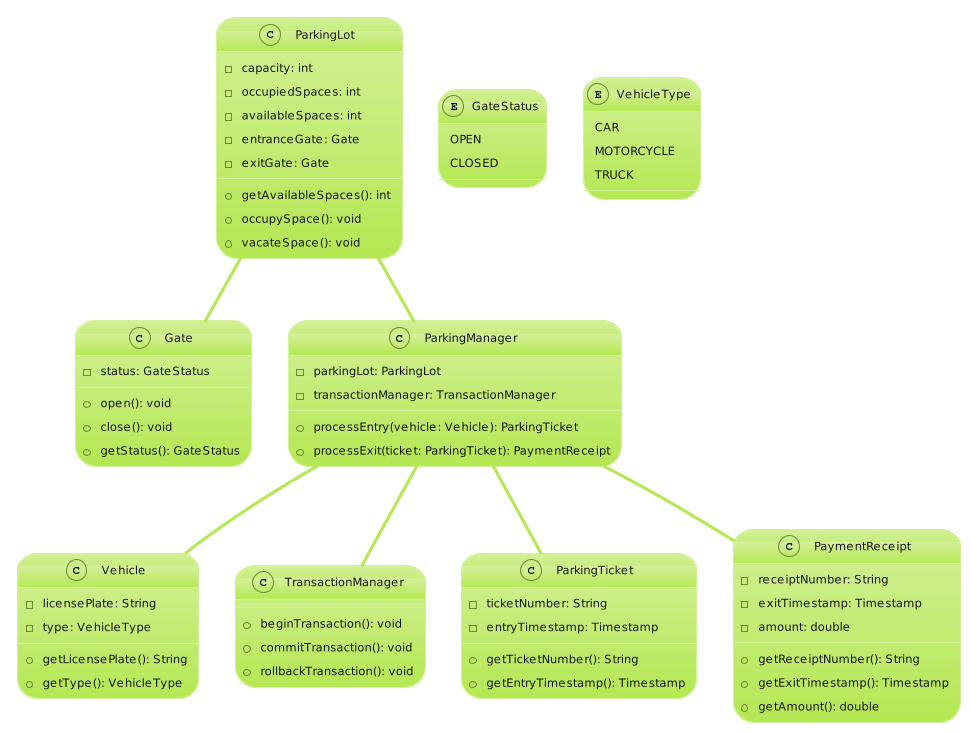 C ParkingLot
capacity: int
occupiedSpaces: int
availableSpaces: int
entranceGate: Gate
exitGate: Gate
getAvailableSpaces(): int
occupySpace(): void
vacateSpace(): void
E GateStatus
OPEN
CLOSED
E VehicleType
CAR
MOTORCYCLE
TRUCK
C Gate
status: GateStatus
open(): void
close(): void
getStatus(): GateStatus
C ParkingManager
parkingLot: ParkingLot
transactionManager: TransactionManager
processEntry(vehicle: Vehicle): ParkingTicket
processExit(ticket: ParkingTicket): PaymentReceipt
C Vehicle
licensePlate: String
type: VehicleType
getLicensePlate(): String
getType(): VehicleType
C TransactionManager
beginTransaction(): void
commitTransaction(): void
rollbackTransaction(): void
C ParkingTicket
ticketNumber: String
entryTimestamp: Timestamp
getTicketNumber(): String
getEntryTimestamp(): Timestamp
C PaymentReceipt
receiptNumber: String
exitTimestamp: Timestamp
amount: double
getReceiptNumber(): String
getExitTimestamp(): Timestamp
getAmount(): double